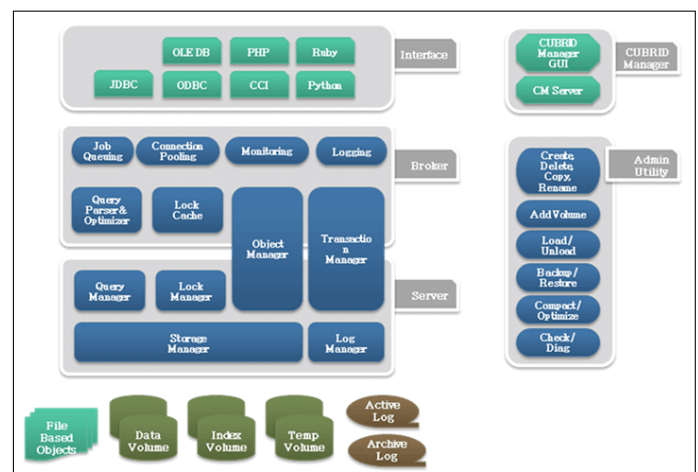 OLE DB PHP Ruby
JDBC ODBC CCI Python
Interface
CUBRID
Manager
GUI
CM Server
CUBRID
Manager
Job
Queuing
Connection
Pooling
Monitoring
Logging
Broker
Query
Parser&
Optimizer
Lock
Cache
Object
Manager
Transactio
n
Manager
Query
Manager
Lock
Manager
Server
Storage
Manager
Log
Manager
Create,
Delete,
Copy,
Rename
Admin
Utility
Add Volume
Load/
Unload
Backup/
Restore
Compact/
Optimize
Check/
Diag
File
Based
Objects
Data
Volume
Index
Volume
Temp
Volume
Active
Log
Archive
Log